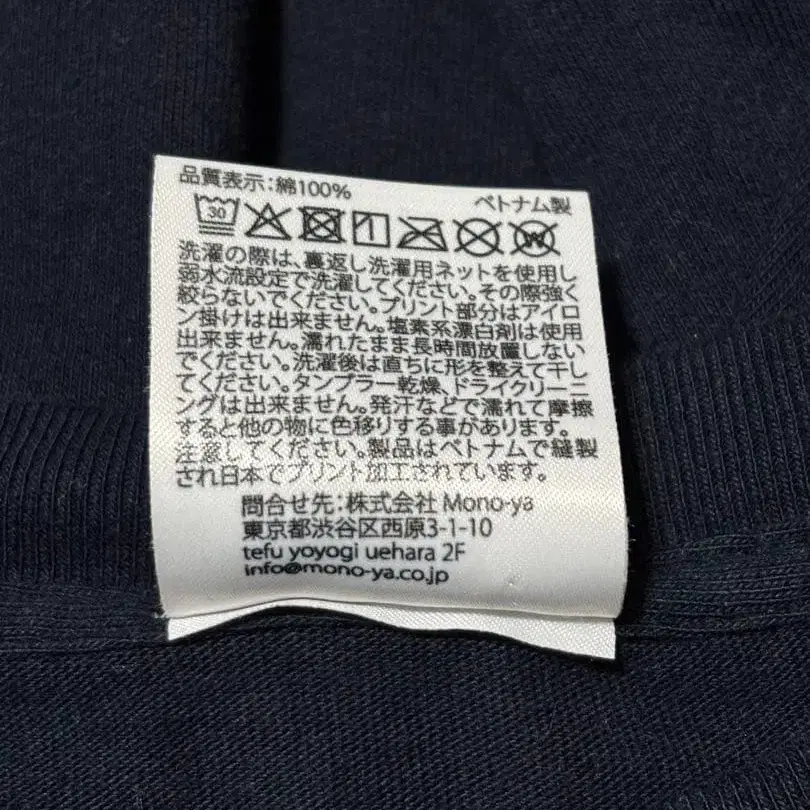 品質表示：綿100%　ベトナム製
30 W
洗濯の際は、裏返し洗濯用ネットを使用し
弱水流設定で洗濯してください。その際強く
絞らないでください。プリント部分はアイロ
ン掛けは出来ません。塩素系漂白剤は使用
出来ません。濡れたまま長時間放置しない
でください。洗濯後は直ちに形を整えて干し
てください。タンブラー乾燥、ドライクリーニ
ングは出来ません。発汗などで濡れて摩擦
すると他の物に色移りする事があります。
注意してください。製品はベトナムで縫製
され日本でプリント加工されています。
問合せ先：株式会社 Mono-ya
東京都渋谷区西原3-1-10
tefu yoyogi uehara 2F
info@mono-ya.co.jp